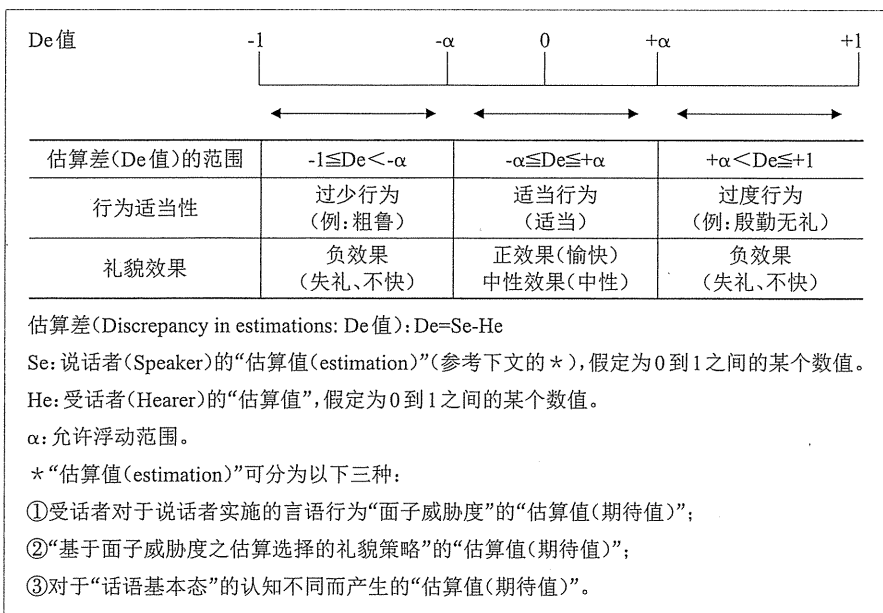 De值 -1 -α 0 +α +1
估算差(De值)的范围 -1≦De＜-α -α≦De≦+α +α＜De≦+1
行为适当性 过少行为 适当行为 过度行为
(例:粗鲁) (适当) (例:殷勤无礼)
礼貌效果 负效果 正效果(愉快) 负效果
(失礼、不快) 中性效果(中性) (失礼、不快)
估算差(Discrepancy in estimations: De值):De=Se-He
Se:说话者(Speaker)的“估算值(estimation)”(参考下文的＊),假定为0到1之间的某个数值。
He:受话者(Hearer)的“估算值”,假定为0到1之间的某个数值。
α:允许浮动范围。
＊“估算值(estimation)”可分为以下三种:
①受话者对于说话者实施的言语行为“面子威胁度”的“估算值(期待值)”;
②“基于面子威胁度之估算选择的礼貌策略”的“估算值(期待值)”;
③对于“话语基本态”的认知不同而产生的“估算值(期待值)”。